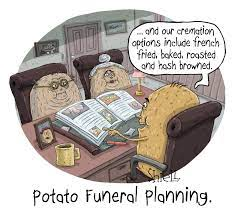 ... and our cremation
options include french
fried, baked, roasted
and hash browned.
Potato Funeral Planning.